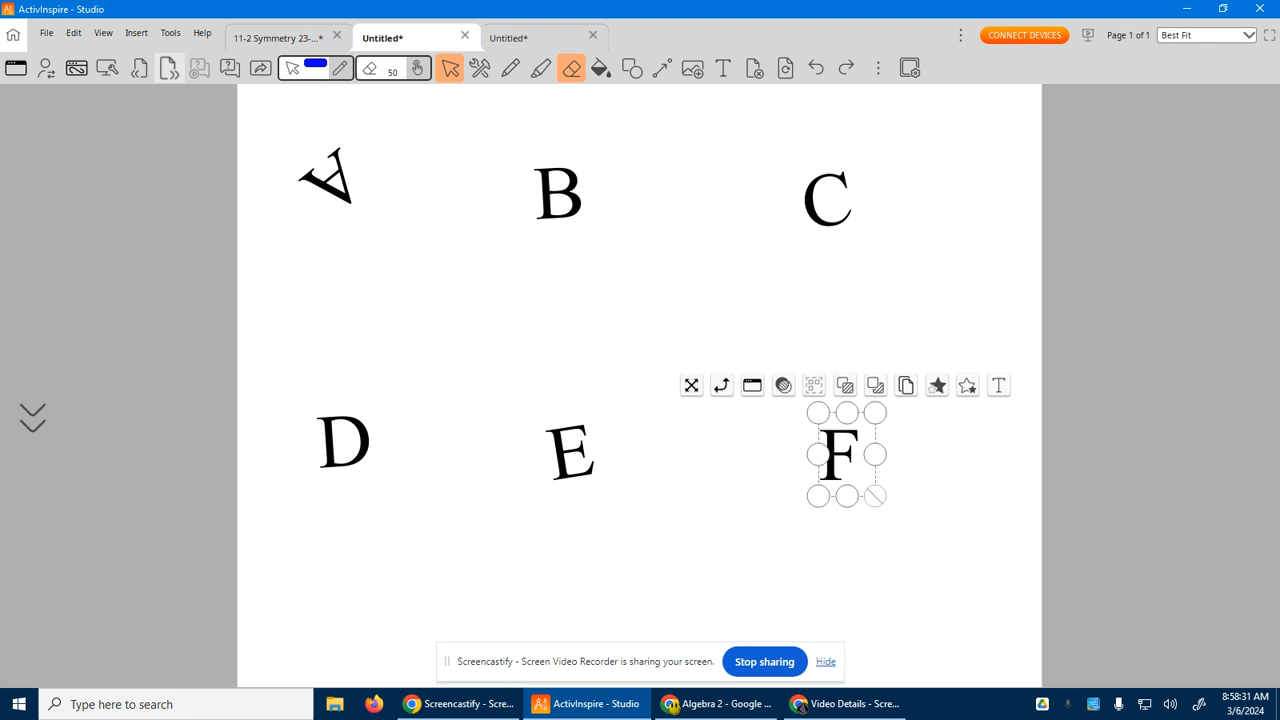 ActivInspire - Studio
File Edit View Insert Tools Help
11-2 Symmetry 23-...*
Untitled*
Untitled*
CONNECT DEVICES
Page 1 of 1
Best Fit
50
A B C
D E F
Screencastify - Screen Video Recorder is sharing your screen.
Stop sharing
Hide
Type here to search
Screencastify - Scre...
ActivInspire - Studio
Algebra 2 - Google ...
Video Details - Scre...
8:58:31 AM
3/6/2024